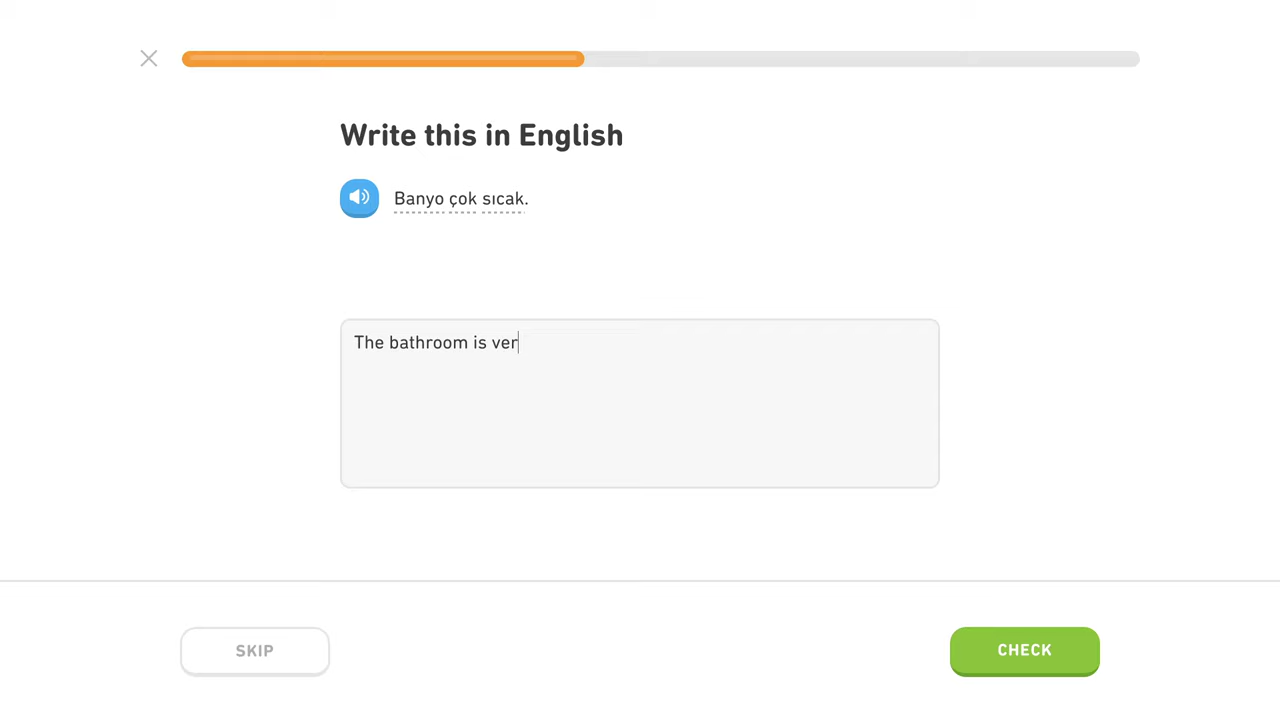 Write this in English
Banyo çok sıcak.
The bathroom is ver
SKIP
CHECK